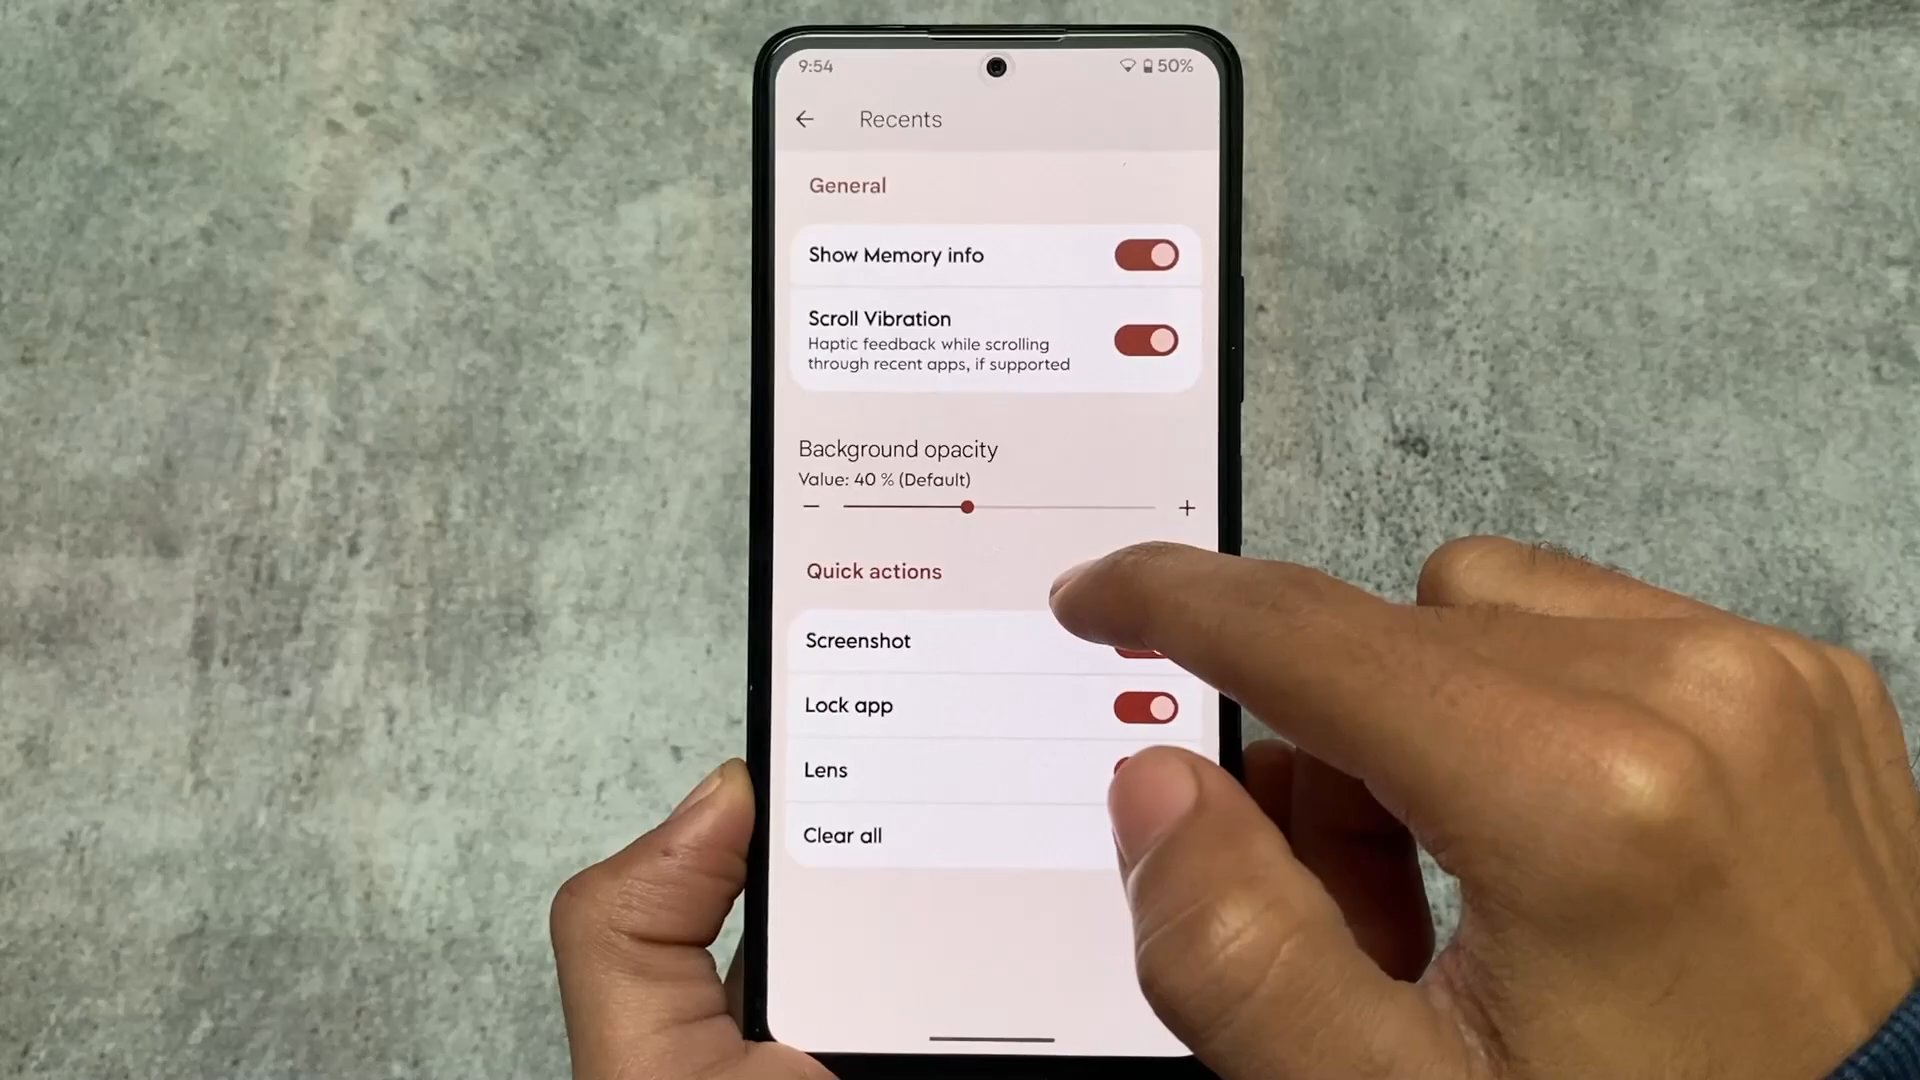 9:54
50%
Recents
General
Show Memory info
Scroll Vibration
Haptic feedback while scrolling
through recent apps, if supported
Background opacity
Value: 40 % (Default)
Quick actions
Screenshot
Lock app
Lens
Clear all